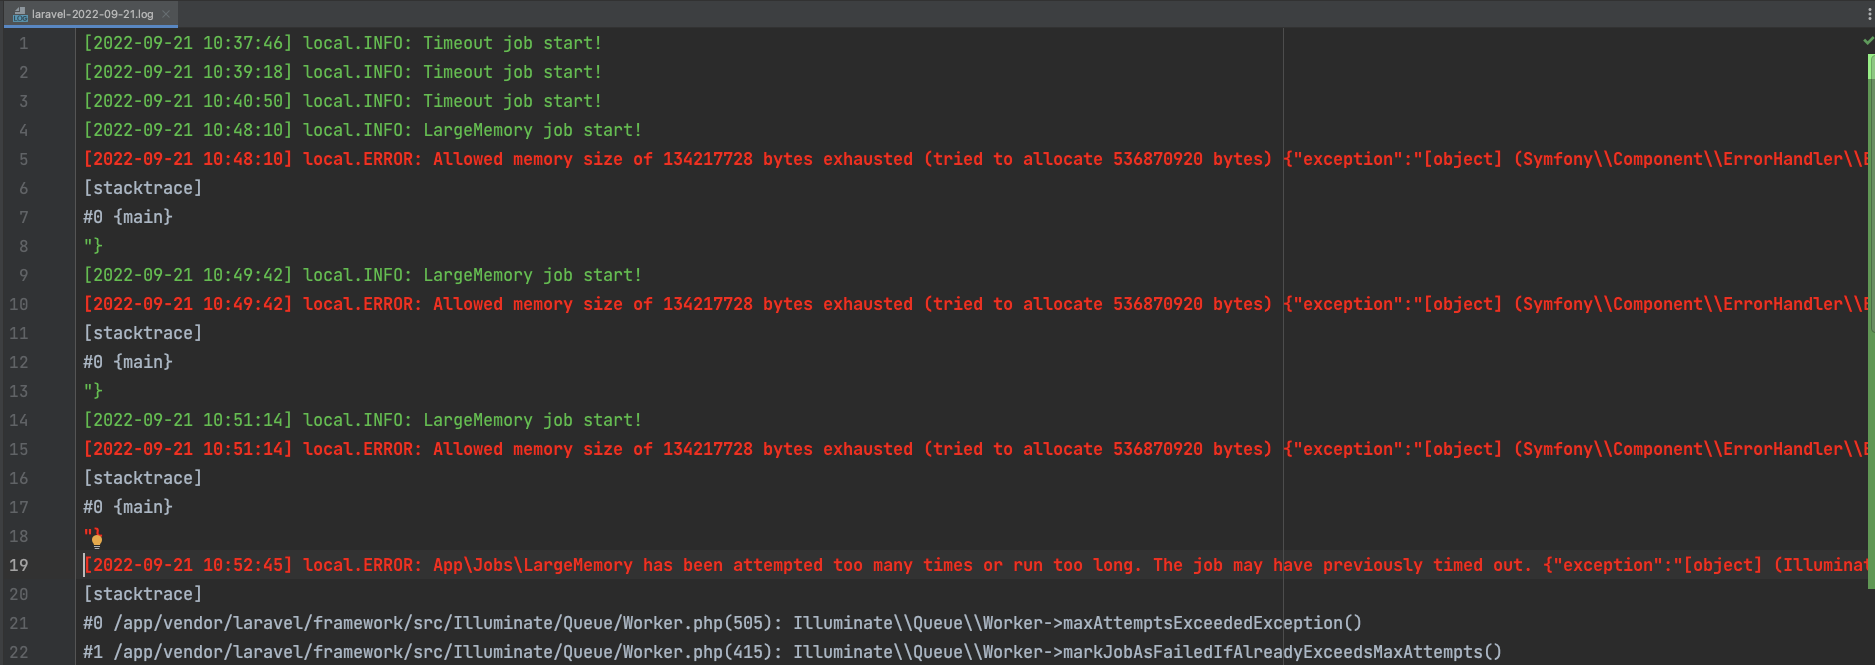 laravel-2022-09-21.log
1 [2022-09-21 10:37:46] local.INFO: Timeout job start!
2 [2022-09-21 10:39:18] local.INFO: Timeout job start!
3 [2022-09-21 10:40:50] local.INFO: Timeout job start!
4 [2022-09-21 10:48:10] local.INFO: LargeMemory job start!
5 [2022-09-21 10:48:10] local.ERROR: Allowed memory size of 134217728 bytes exhausted (tried to allocate 536870920 bytes) {"exception":"[object] (Symfony\\Component\\ErrorHandler\\E
6 [stacktrace]
7 #0 {main}
8 "}
9 [2022-09-21 10:49:42] local.INFO: LargeMemory job start!
10 [2022-09-21 10:49:42] local.ERROR: Allowed memory size of 134217728 bytes exhausted (tried to allocate 536870920 bytes) {"exception":"[object] (Symfony\\Component\\ErrorHandler\\E
11 [stacktrace]
12 #0 {main}
13 "}
14 [2022-09-21 10:51:14] local.INFO: LargeMemory job start!
15 [2022-09-21 10:51:14] local.ERROR: Allowed memory size of 134217728 bytes exhausted (tried to allocate 536870920 bytes) {"exception":"[object] (Symfony\\Component\\ErrorHandler\\E
16 [stacktrace]
17 #0 {main}
18 "}
19 [2022-09-21 10:52:45] local.ERROR: App\Jobs\LargeMemory has been attempted too many times or run too long. The job may have previously timed out. {"exception":"[object] (Illuminat
20 [stacktrace]
21 #0 /app/vendor/laravel/framework/src/Illuminate/Queue/Worker.php(505): Illuminate\\Queue\\Worker->maxAttemptsExceededException()
22 #1 /app/vendor/laravel/framework/src/Illuminate/Queue/Worker.php(415): Illuminate\\Queue\\Worker->markJobAsFailedIfAlreadyExceedsMaxAttempts()